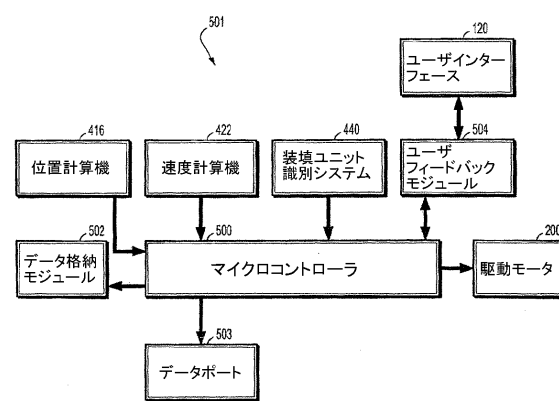 501
120
ユーザインター
フェース
416
位置計算機
422
速度計算機
440
装填ユニット
識別システム
504
ユーザ
フィードバック
モジュール
502
データ格納
モジュール
500
マイクロコントローラ
200
駆動モータ
503
データポート